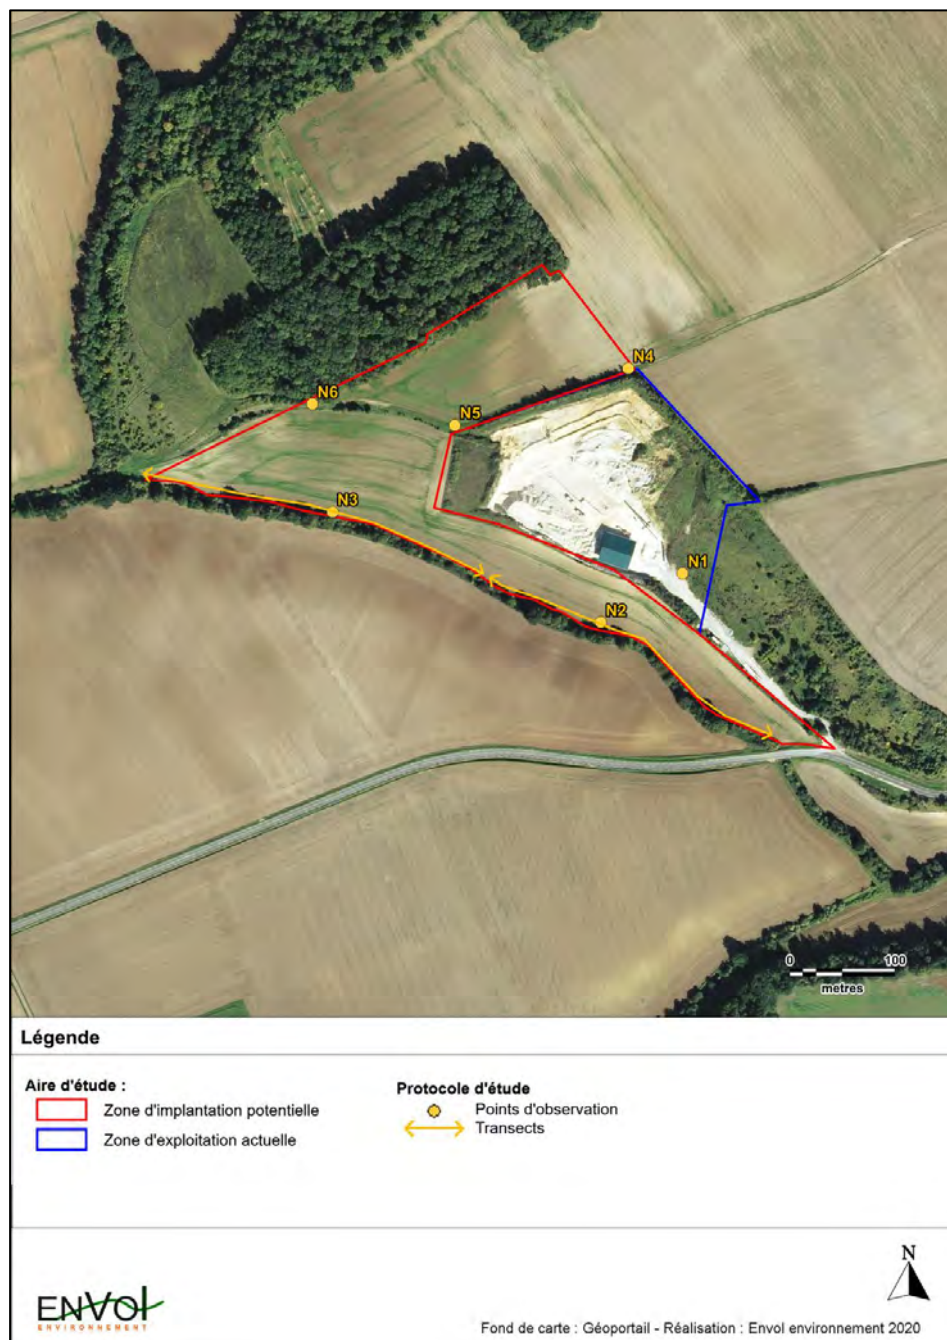 N4
N6
N5
N3
N1
N2
0 100
metres
Légende
Aire d'étude :
Zone d'implantation potentielle
Zone d'exploitation actuelle
Protocole d'étude
Points d'observation
Transects
N
ENVOl
ENVIRONNEMENT
Fond de carte : Géoportail - Réalisation : Envol environnement 2020